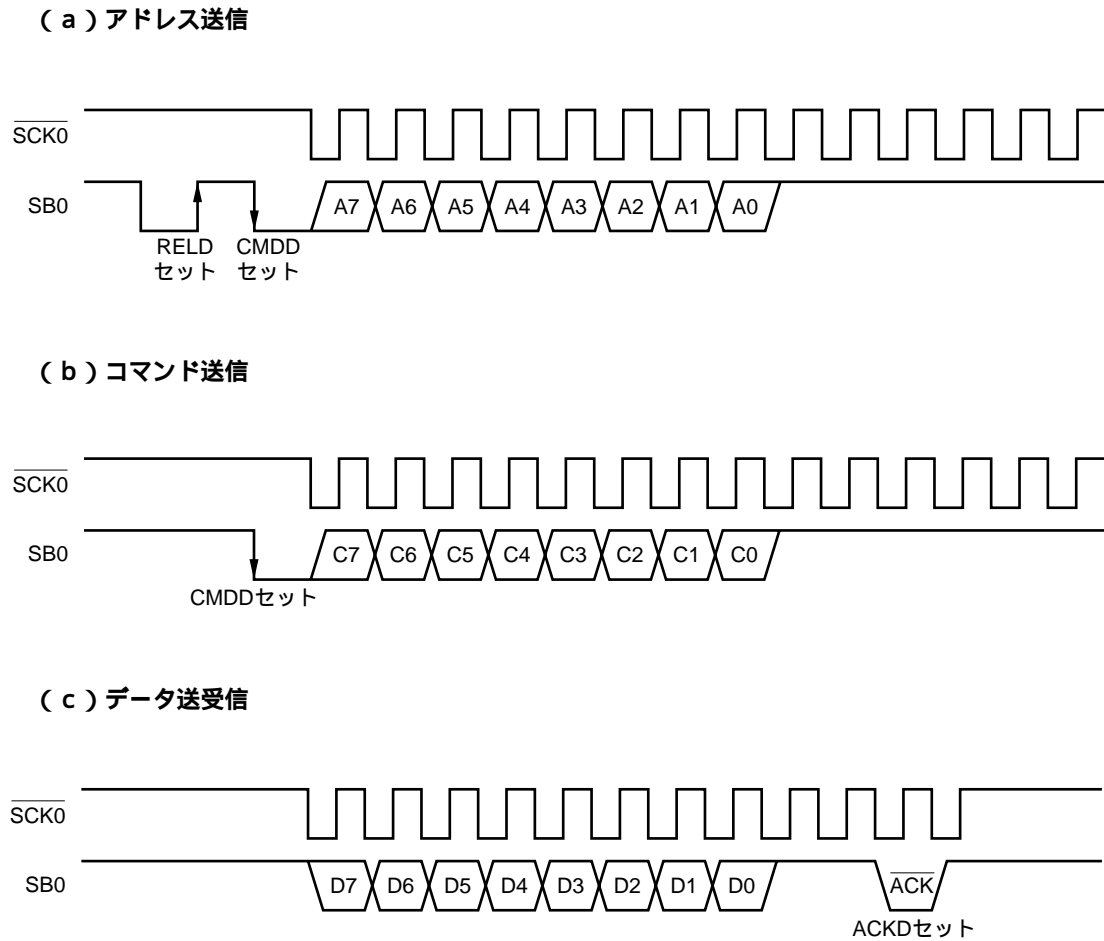 (a)アドレス送信
SCK0
SB0
A7 A6 A5 A4 A3 A2 A1 A0
RELD
セット
CMDD
セット
(b)コマンド送信
SCK0
SB0
C7 C6 C5 C4 C3 C2 C1 C0
CMDDセット
(c)データ送受信
SCK0
SB0
D7 D6 D5 D4 D3 D2 D1 D0 ACK
ACKDセット